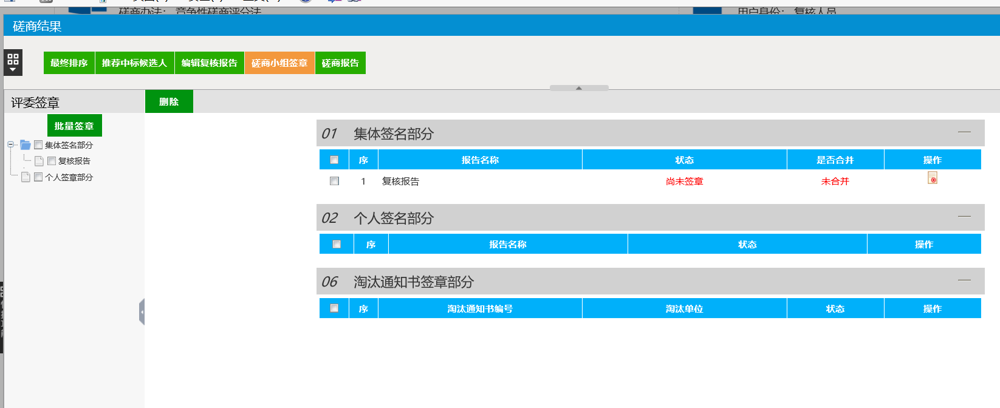 磋商办法： 竞争性磋商评分法
用户身份： 复核人员
磋商结果
最终排序 推荐中标候选人 编辑复核报告 磋商小组签章 磋商报告
评委签章 删除
批量签章
集体签名部分
复核报告
个人签章部分
01 集体签名部分
序 报告名称 状态 是否合并 操作
1 复核报告 尚未签章 未合并
02 个人签名部分
序 报告名称 状态 操作
06 淘汰通知书签章部分
序 淘汰通知书编号 淘汰单位 状态 操作